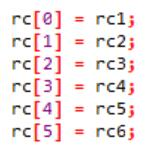 rc[0] = rc1;
rc[1] = rc2;
rc[2] = rc3;
rc[3] = rc4;
rc[4] = rc5;
rc[5] = rc6;